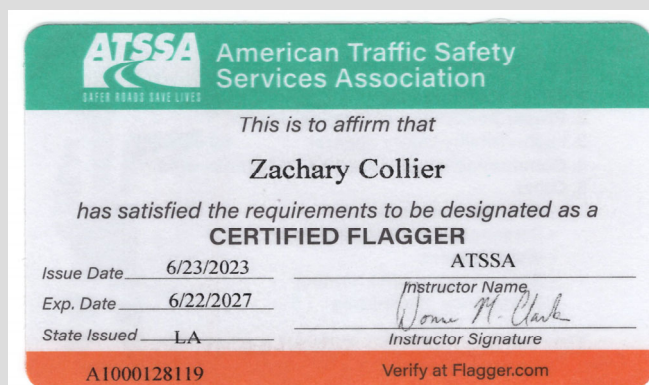 ATSSA
SAFER ROADS SAVE LIVES
American Traffic Safety
Services Association
This is to affirm that
Zachary Collier
has satisfied the requirements to be designated as a
CERTIFIED FLAGGER
Issue Date 6/23/2023
ATSSA
Instructor Name
Exp. Date 6/22/2027
Donna M. Clark
State Issued LA
Instructor Signature
A1000128119
Verify at Flagger.com